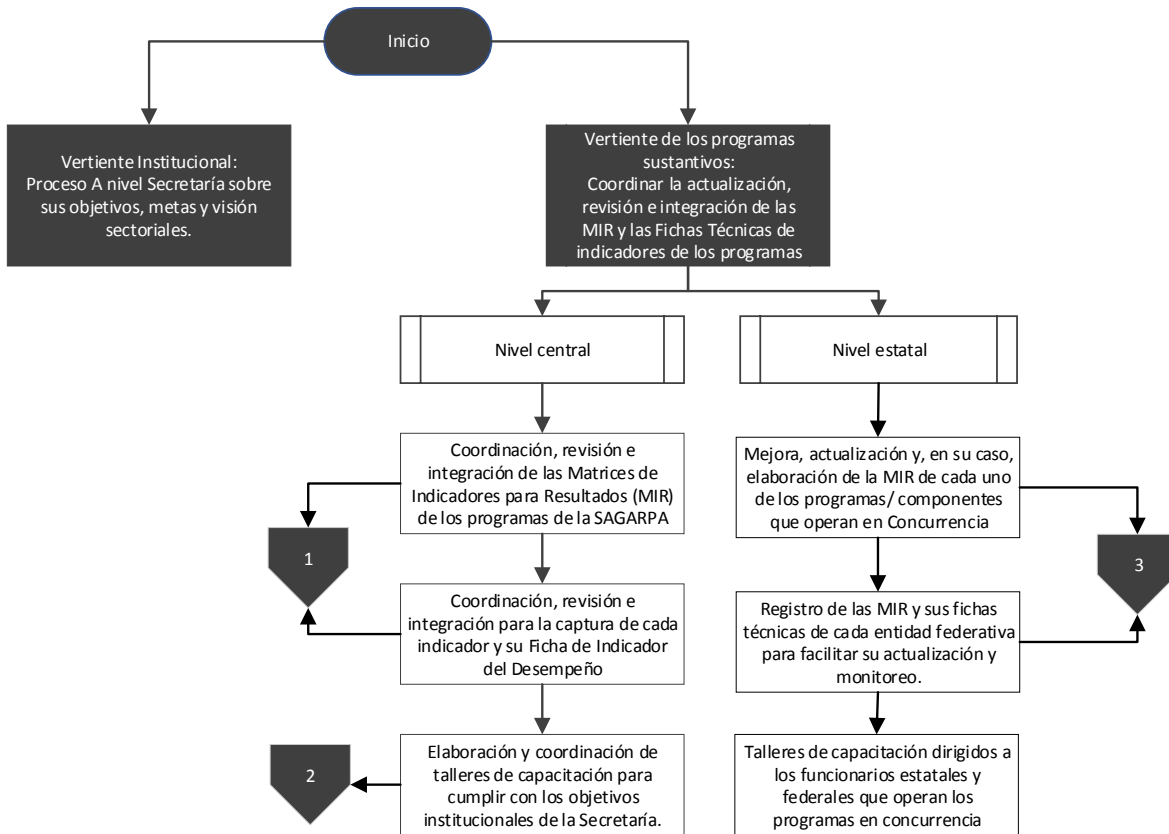 Inicio
Vertiente Institucional:
Proceso A nivel Secretaría sobre
sus objetivos, metas y visión
sectoriales.
Vertiente de los programas
sustantivos:
Coordinar la actualización,
revisión e integración de las
MIR y las Fichas Técnicas de
indicadores de los programas
Nivel central
Nivel estatal
Coordinación, revisión e
integración de las Matrices de
Indicadores para Resultados (MIR)
de los programas de la SAGARPA
Mejora, actualización y, en su caso,
elaboración de la MIR de cada uno
de los programas/ componentes
que operan en Concurrencia
1
3
Coordinación, revisión e
integración para la captura de cada
indicador y su Ficha de Indicador
del Desempeño
Registro de las MIR y sus fichas
técnicas de cada entidad federativa
para facilitar su actualización y
monitoreo.
2
Elaboración y coordinación de
talleres de capacitación para
cumplir con los objetivos
institucionales de la Secretaría.
Talleres de capacitación dirigidos a
los funcionarios estatales y
federales que operan los
programas en concurrencia